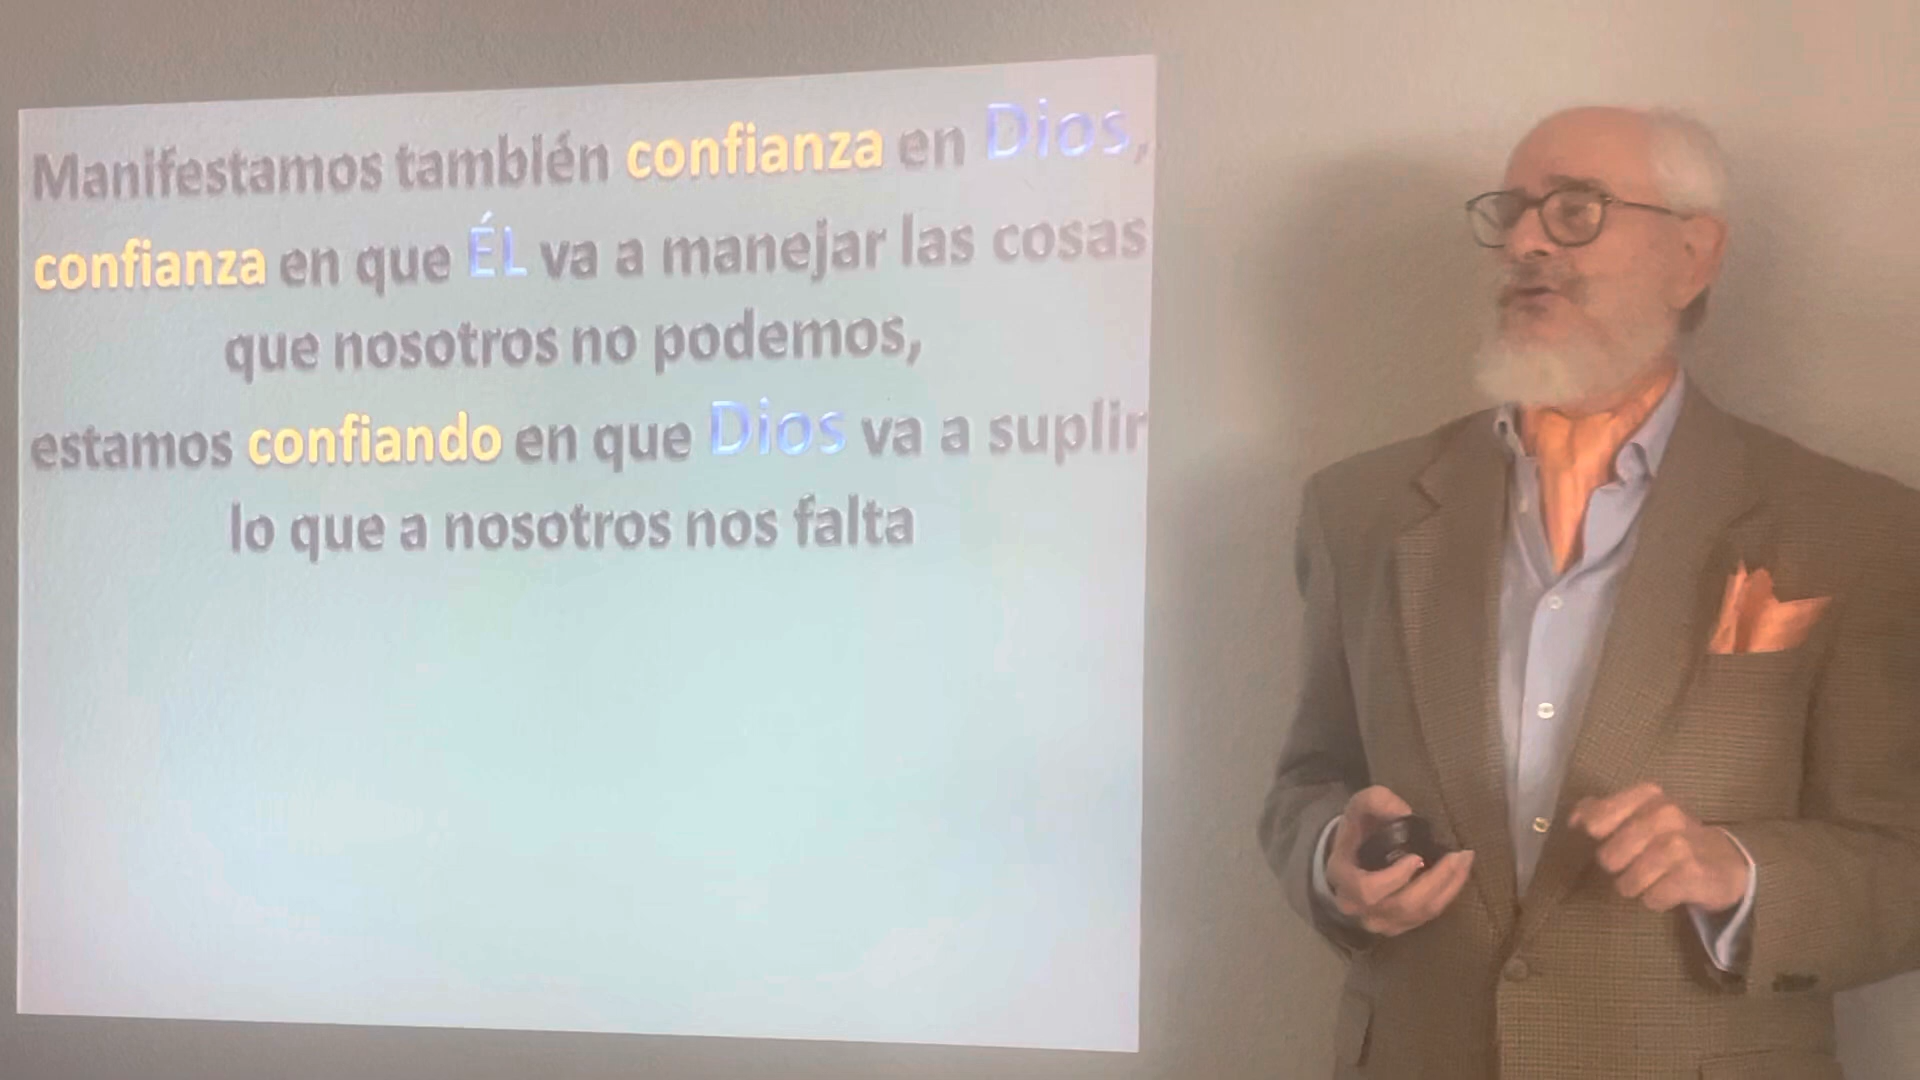 Manifestamos también confianza en Dios,
confianza en que ÉL va a manejar las cosas
que nosotros no podemos,
estamos confiando en que Dios va a suplir
lo que a nosotros nos falta